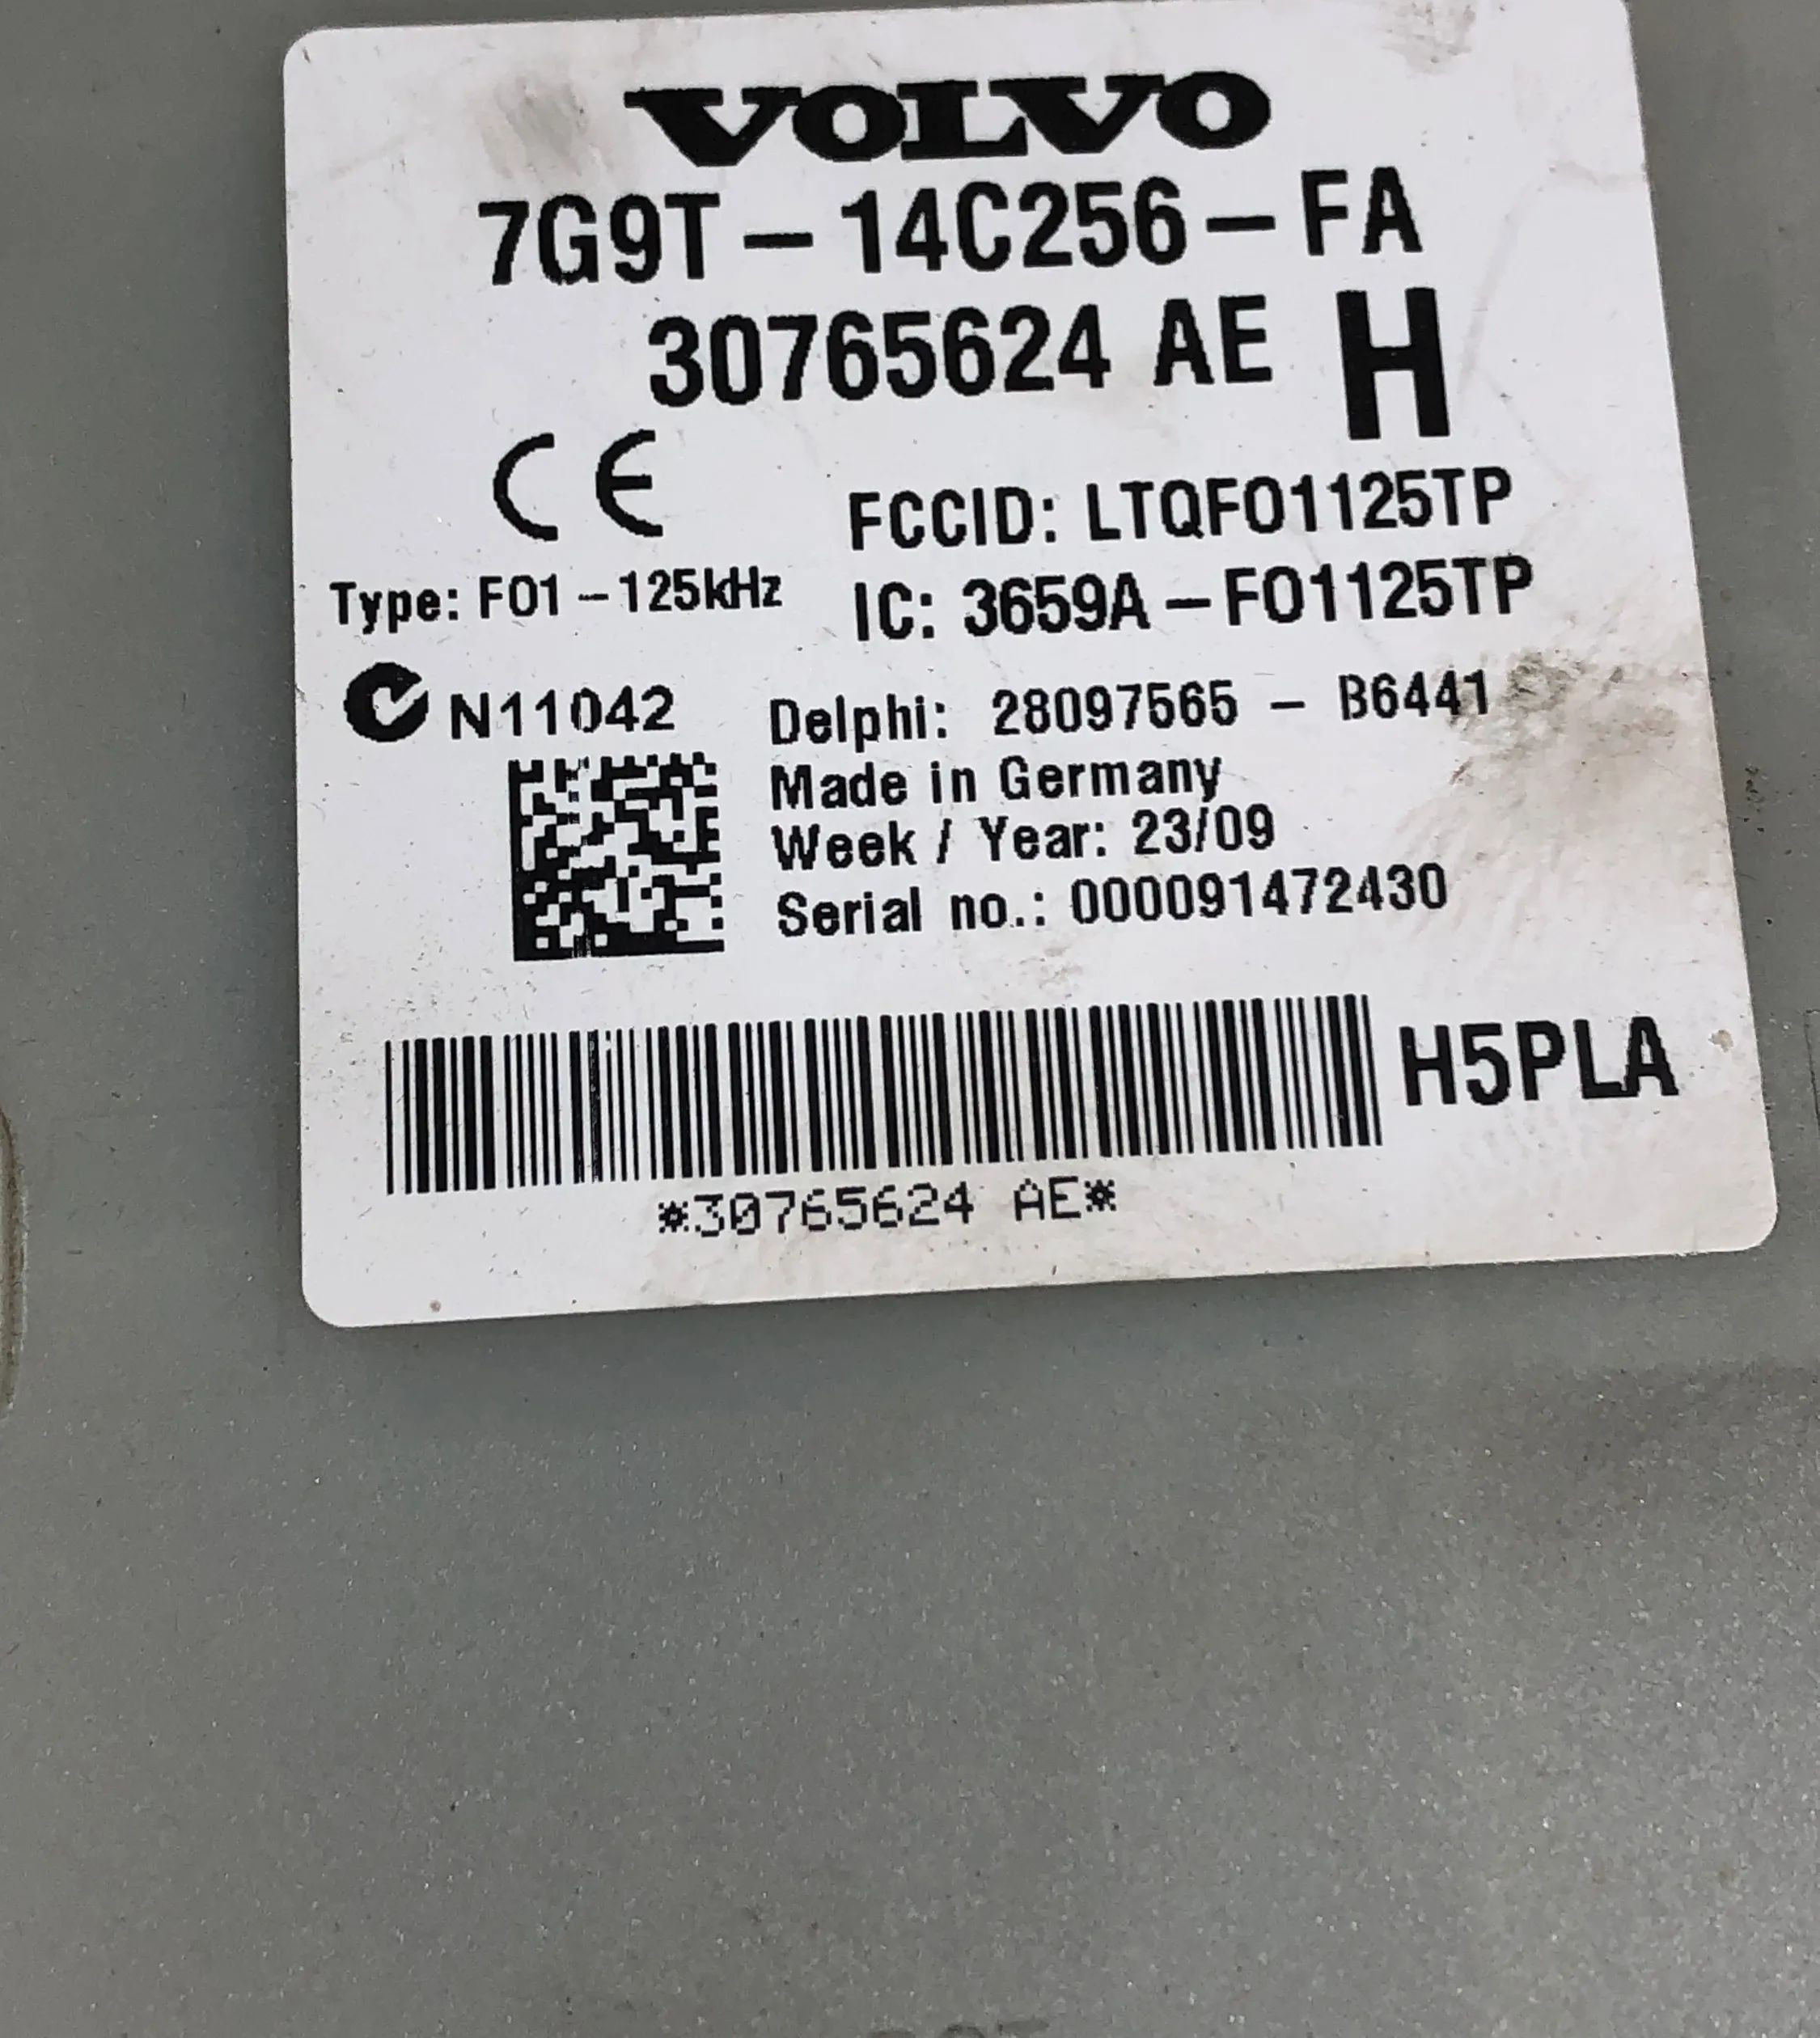 VOLVO
7G9T-14C256-FA
30765624 AE H
CE
FCCID: LTQFO1125TP
Type: FO1-125kHz
IC: 3659A-FO1125TP
N11042
Delphi: 28097565 - B6441
Made in Germany
Week / Year: 23/09
Serial no.: 000091472430
H5PLA
*30765624 AE*